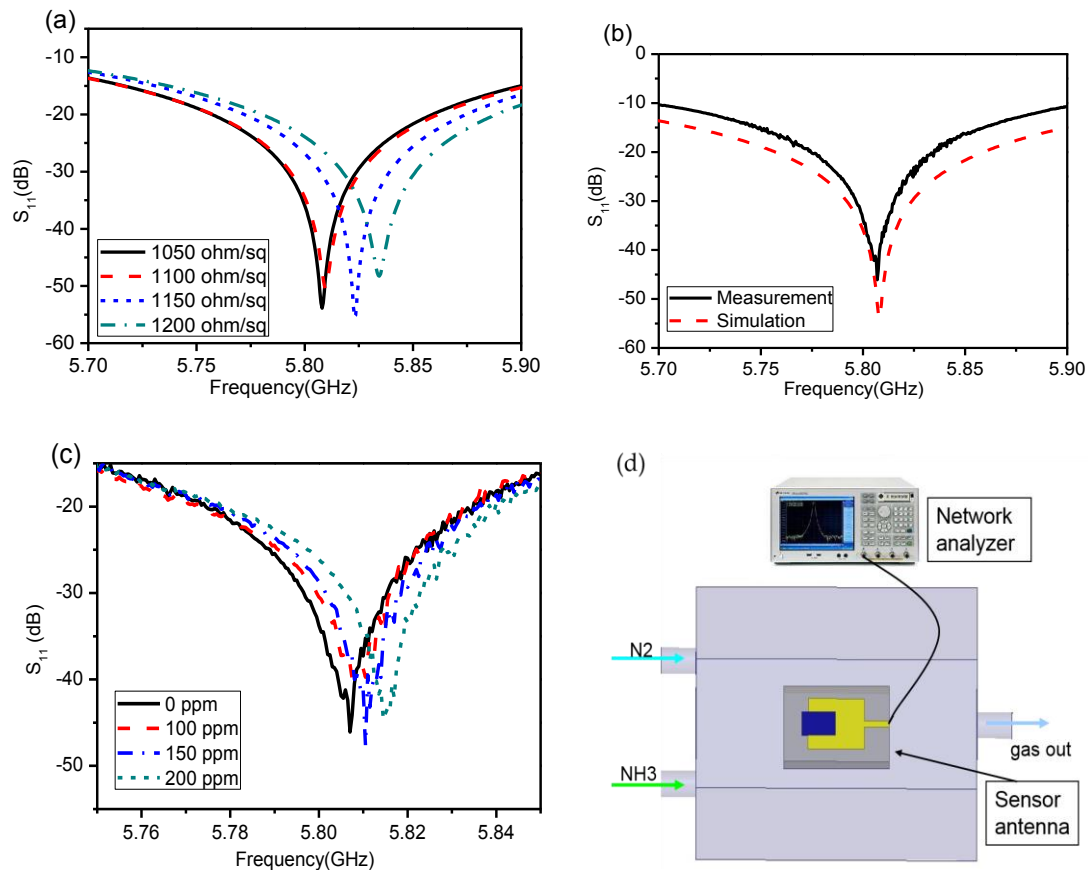 (a)
-10
-20
-30
-40
-50
-60
S11(dB)
1050 ohm/sq
1100 ohm/sq
1150 ohm/sq
1200 ohm/sq
5.70 5.75 5.80 5.85 5.90
Frequency(GHz)
(b)
0
-10
-20
-30
-40
-50
-60
S11(dB)
Measurement
Simulation
5.70 5.75 5.80 5.85 5.90
Frequency(GHz)
(c)
-20
-30
-40
-50
S11 (dB)
0 ppm
100 ppm
150 ppm
200 ppm
5.76 5.78 5.80 5.82 5.84
Frequency(GHz)
(d)
Network
analyzer
N2
gas out
NH3
Sensor
antenna